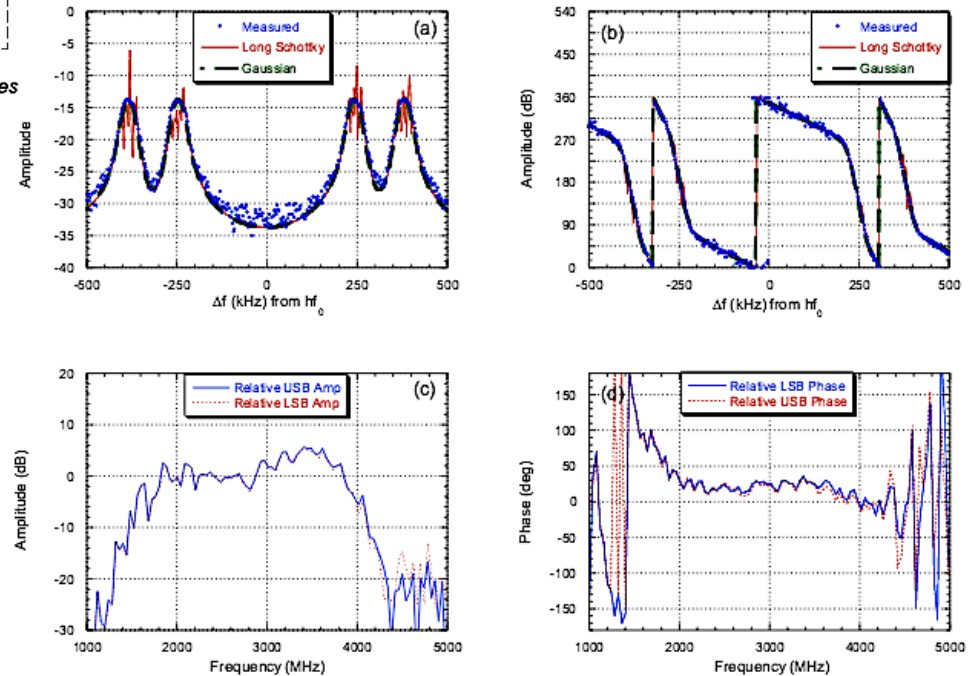 es
(a)
Measured
Long Schottky
Gaussian
Amplitude
0
-5
-10
-15
-20
-25
-30
-35
-40
-500
-250
0
250
500
Δf (kHz) from hf₀
(b)
Measured
Long Schottky
Gaussian
Amplitude (dB)
540
450
360
270
180
90
0
-500
-250
0
250
500
Δf (kHz) from hf₀
(c)
Relative USB Amp
Relative LSB Amp
Amplitude (dB)
20
10
0
-10
-20
-30
1000
2000
3000
4000
5000
Frequency (MHz)
(d)
Relative LSB Phase
Relative USB Phase
Phase (deg)
150
100
50
0
-50
-100
-150
1000
2000
3000
4000
5000
Frequency (MHz)